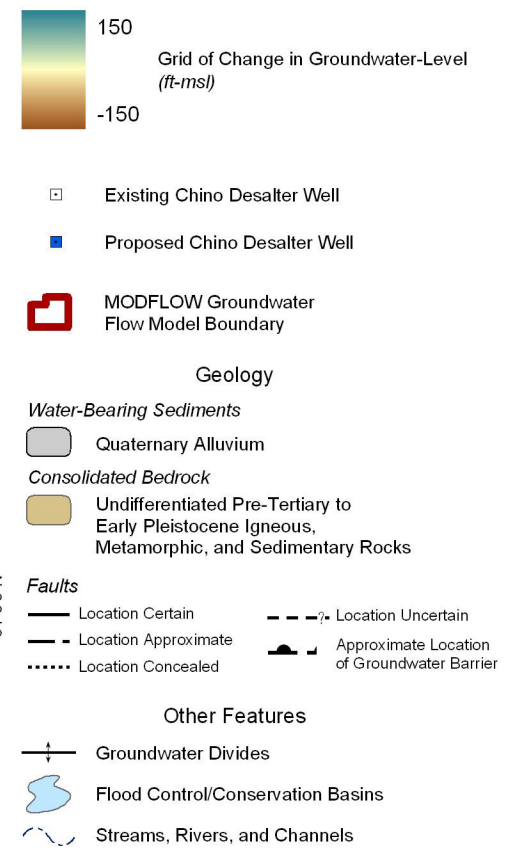 150
Grid of Change in Groundwater-Level
(ft-msl)
-150
Existing Chino Desalter Well
Proposed Chino Desalter Well
MODFLOW Groundwater
Flow Model Boundary
Geology
Water-Bearing Sediments
Quaternary Alluvium
Consolidated Bedrock
Undifferentiated Pre-Tertiary to
Early Pleistocene Igneous,
Metamorphic, and Sedimentary Rocks
Faults
Location Certain
Location Approximate
Location Concealed
? Location Uncertain
Approximate Location
of Groundwater Barrier
Other Features
Groundwater Divides
Flood Control/Conservation Basins
Streams, Rivers, and Channels